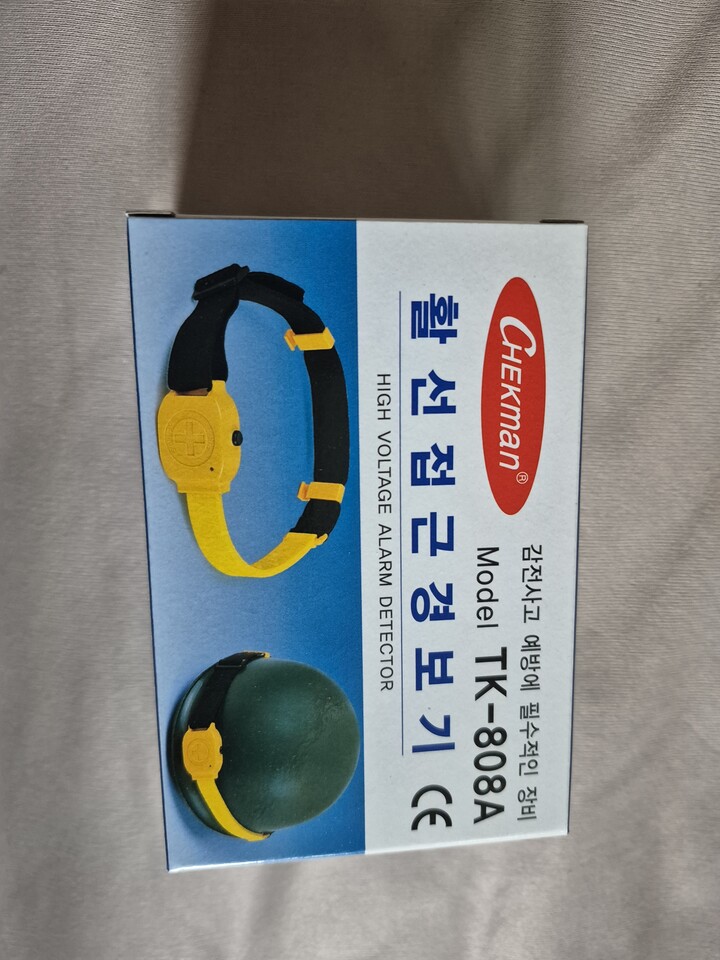 CHEKman®
감전사고 예방에 필수적인 장비
Model TK-808A
활선접근경보기 CE
HIGH VOLTAGE ALARM DETECTOR